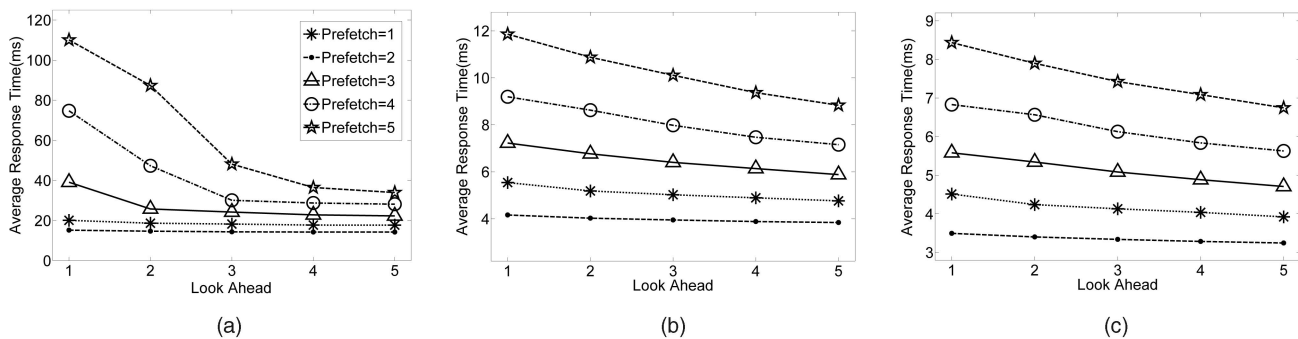 Average Response Time(ms)
120
100
80
60
40
20
0
Prefetch=1
Prefetch=2
Prefetch=3
Prefetch=4
Prefetch=5
1 2 3 4 5
Look Ahead
(a)
Average Response Time(ms)
12
10
8
6
4
1 2 3 4 5
Look Ahead
(b)
Average Response Time(ms)
9
8
7
6
5
4
3
1 2 3 4 5
Look Ahead
(c)